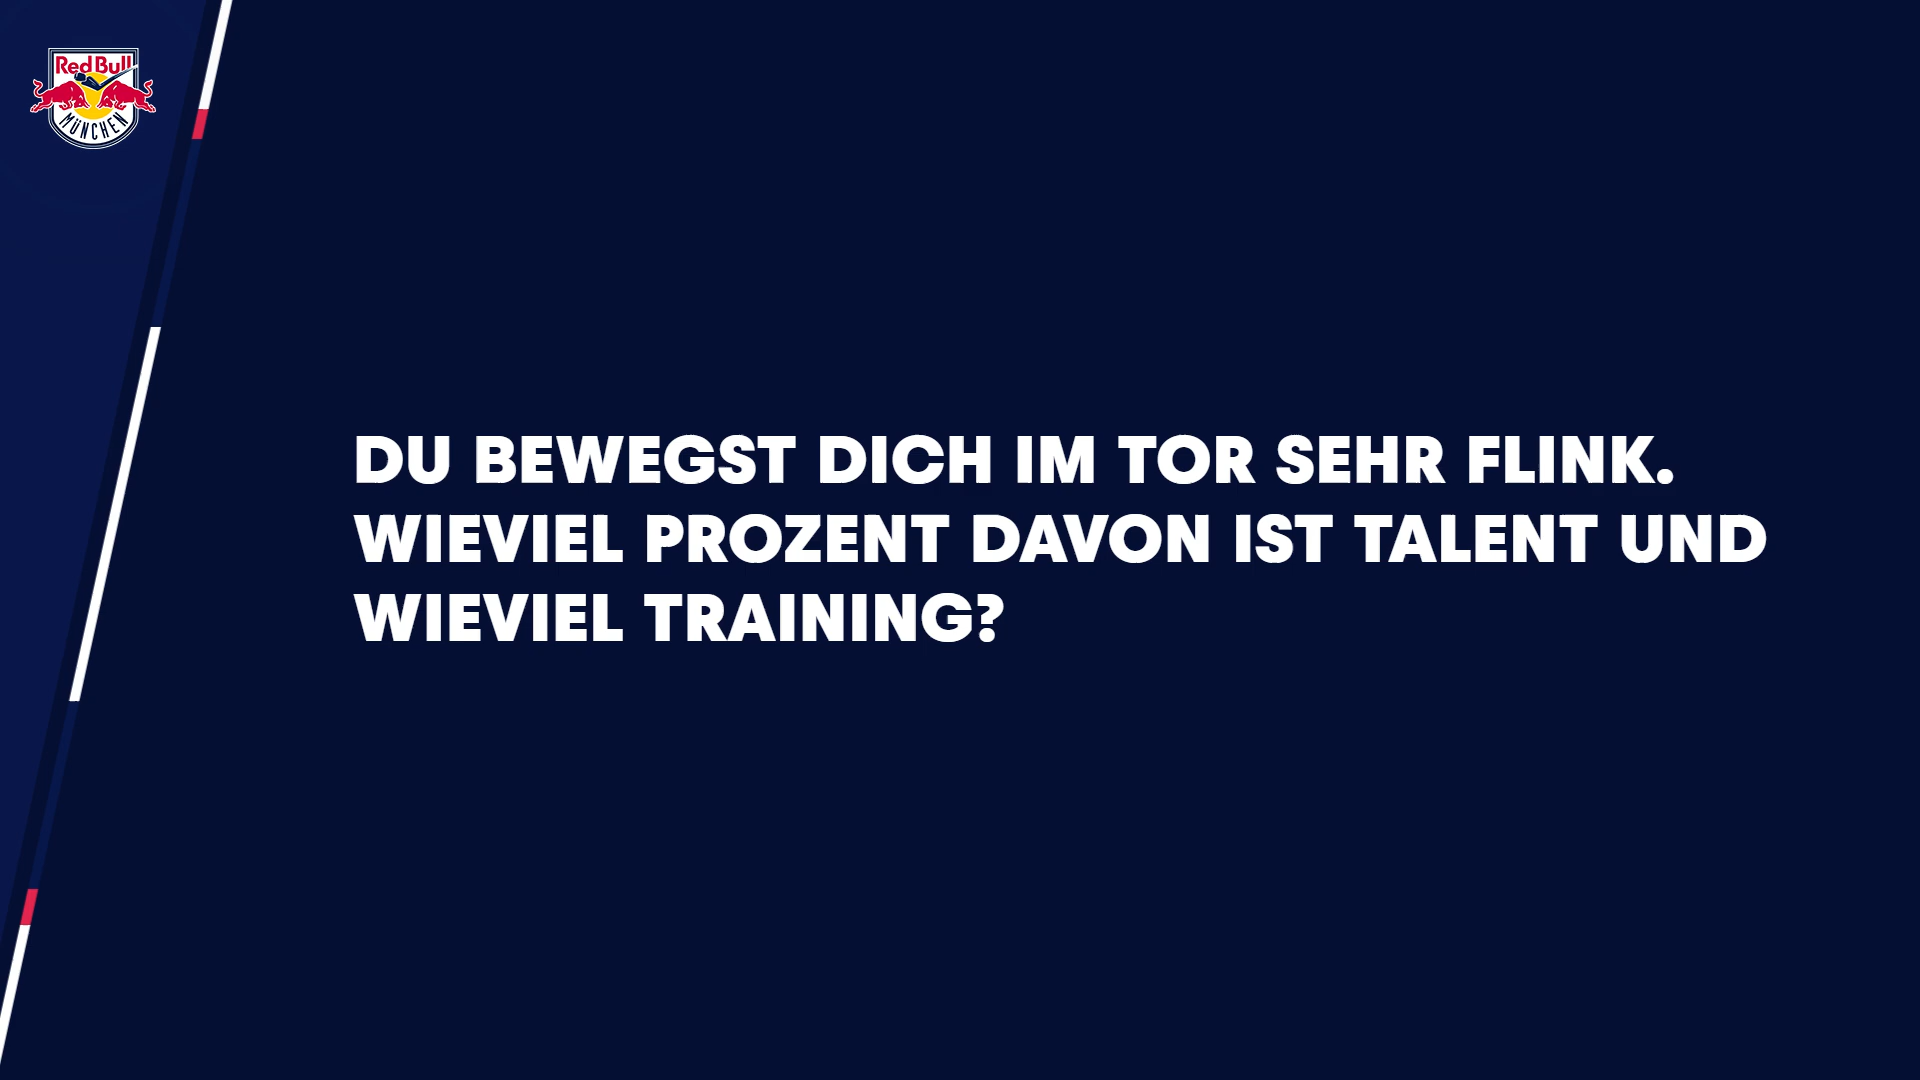 Red Bull
MÜNCHEN
DU BEWEGST DICH IM TOR SEHR FLINK.
WIEVIEL PROZENT DAVON IST TALENT UND
WIEVIEL TRAINING?